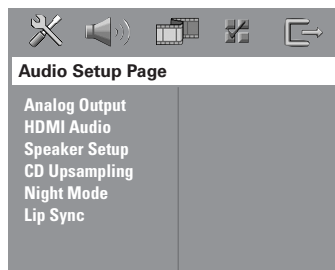 Audio Setup Page
Analog Output
HDMI Audio
Speaker Setup
CD Upsampling
Night Mode
Lip Sync